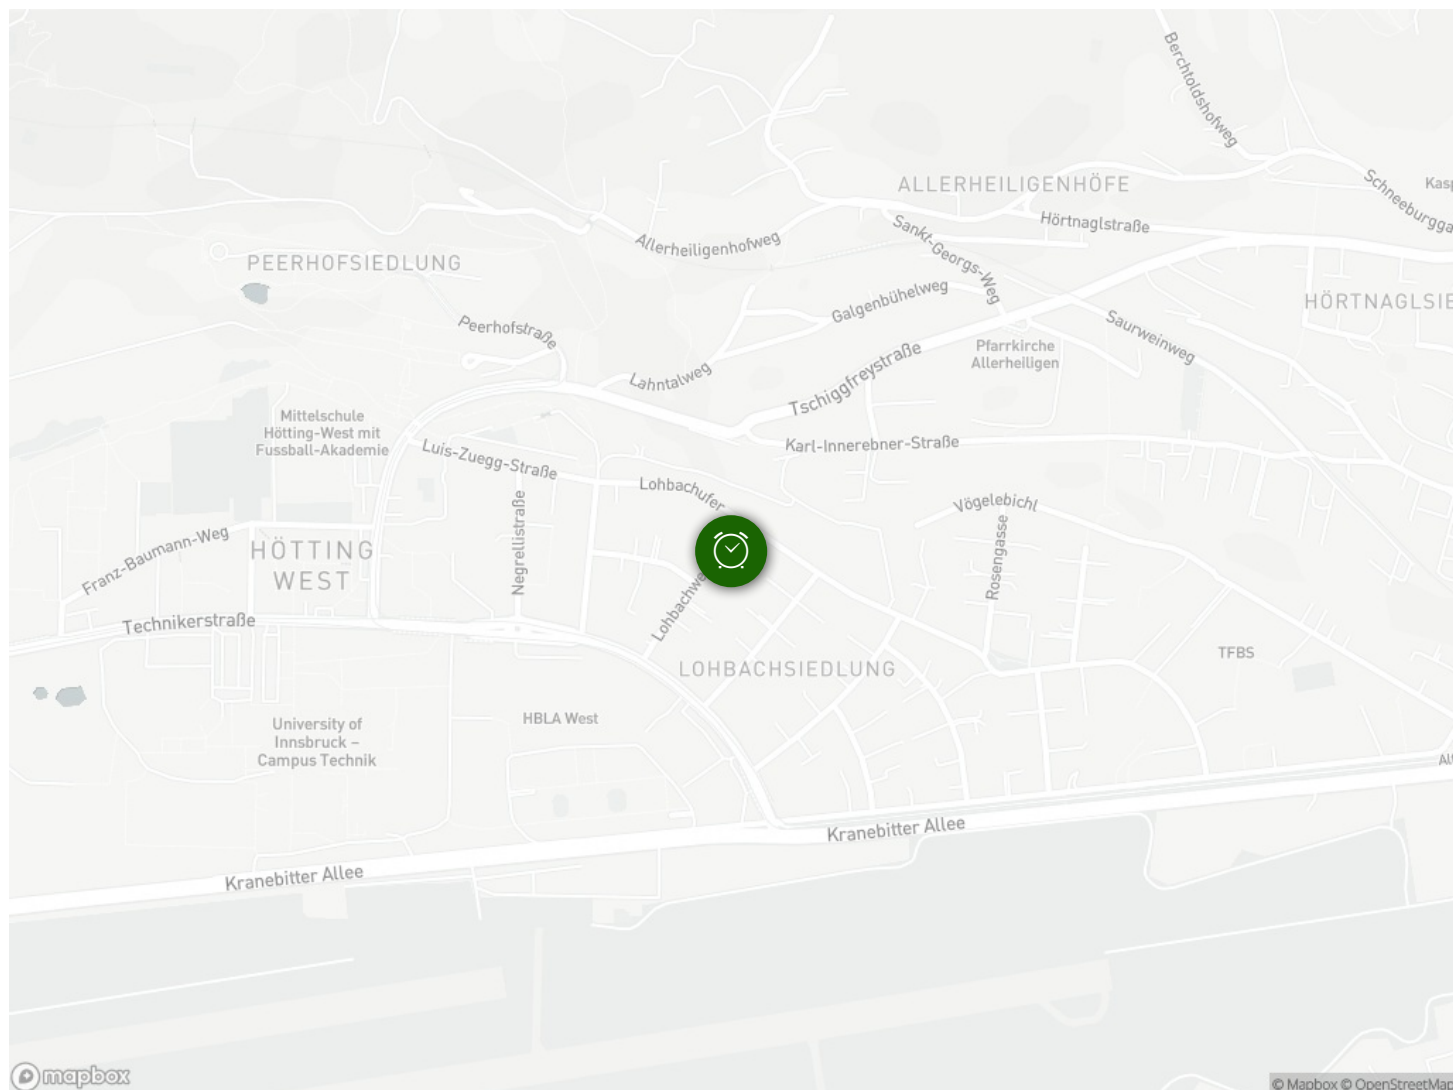 Berchtoldshofweg
ALLERHEILIGENHÖFE
Schneeburgga
Kasp
Hörtnaglstraße
Sankt-Georgs-Weg
Allerheiligenhofweg
PEERHOFSIEDLUNG
Galgenbühelweg
HÖRTNAGLSIE
Peerhofstraße
Saurweinweg
Pfarrkirche
Allerheiligen
Tschiggfreystraße
Lahntalweg
Mittelschule
Hötting-West mit
Fussball-Akademie
Luis-Zuegg-Straße
Karl-Innerebner-Straße
Lohbachufer
Vögelebichl
Negrellistraße
Rosengasse
Franz-Baumann-Weg
HÖTTING
WEST
Lohbachwe
Technikerstraße
LOHBACHSIEDLUNG
TFBS
University of
Innsbruck –
Campus Technik
HBLA West
Kranebitter Allee
Kranebitter Allee
mapbox
© Mapbox © OpenStreetMap